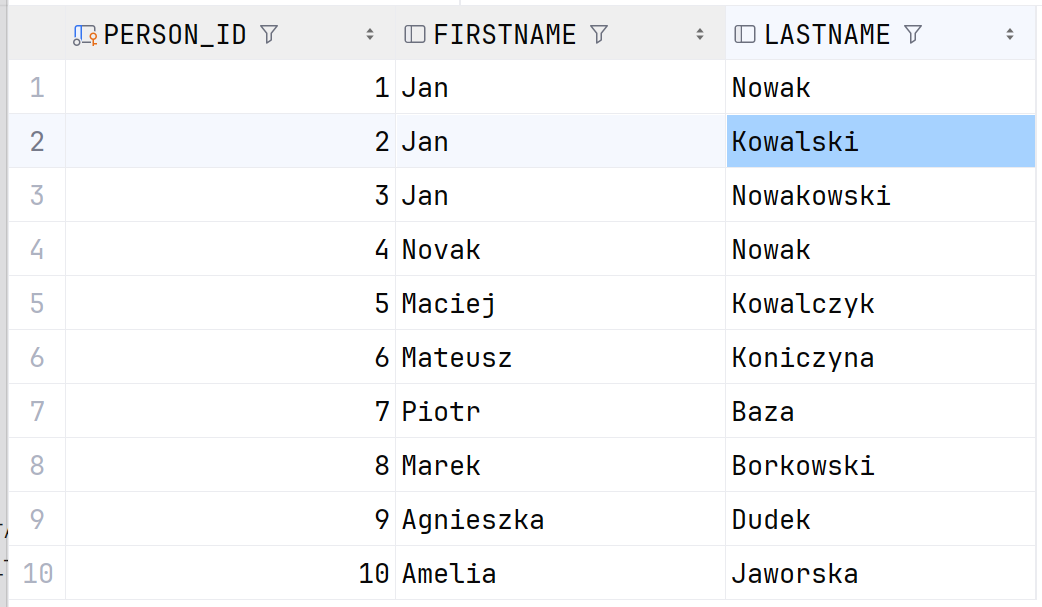 PERSON_ID FIRSTNAME LASTNAME
1 1 Jan Nowak
2 2 Jan Kowalski
3 3 Jan Nowakowski
4 4 Novak Nowak
5 5 Maciej Kowalczyk
6 6 Mateusz Koniczyna
7 7 Piotr Baza
8 8 Marek Borkowski
9 9 Agnieszka Dudek
10 10 Amelia Jaworska